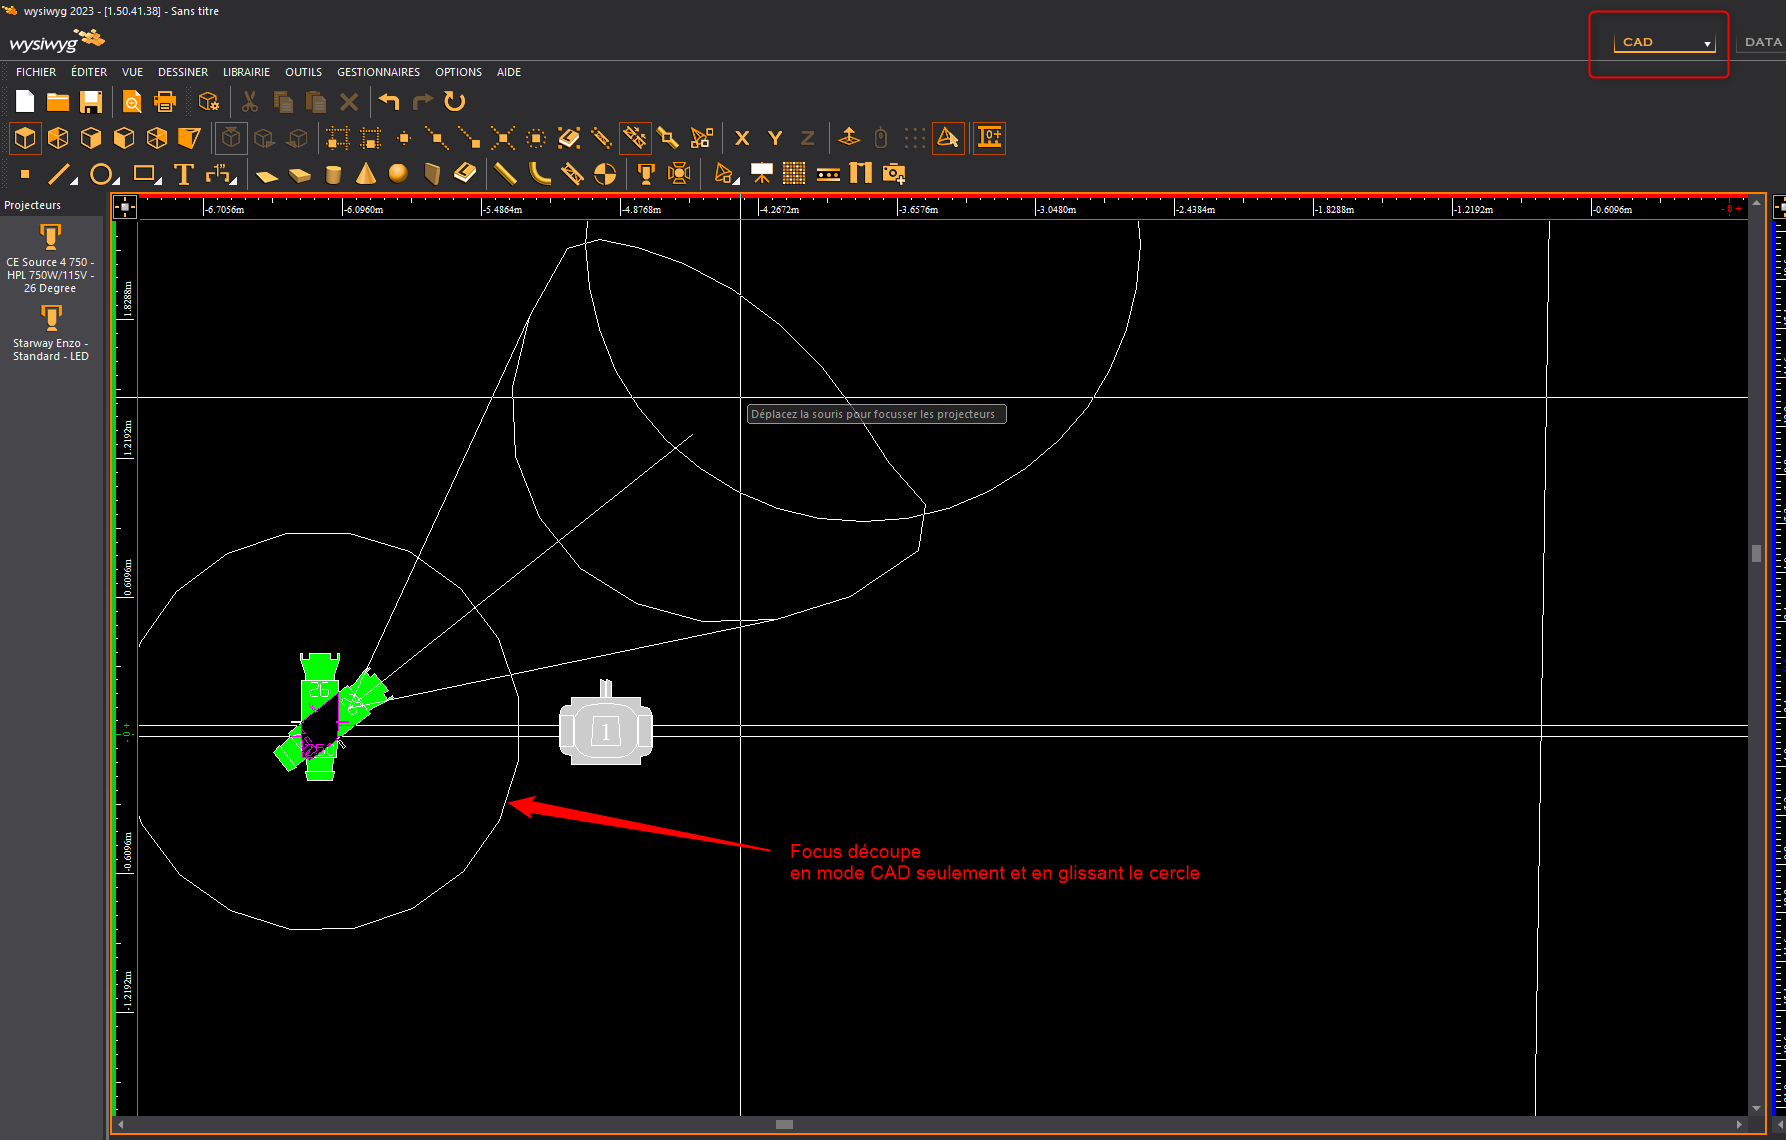 wysiwyg 2023 - [1.50.41.38] - Sans titre
wysiwyg
CAD
DATA
FICHIER ÉDITER VUE DESSINER LIBRAIRIE OUTILS GESTIONNAIRES OPTIONS AIDE
X Y Z
Projecteurs
CE Source 4 750 -
HPL 750W/115V -
26 Degree
Starway Enzo -
Standard - LED
-6.7056m -6.0960m -5.4864m -4.8768m -4.2672m -3.6576m -3.0480m -2.4384m -1.8288m -1.2192m -0.6096m - 0 +
1.8288m
1.2192m
0.6096m
- 0 +
-0.6096m
-1.2192m
Déplacez la souris pour focusser les projecteurs
26
1
Focus découpe
en mode CAD seulement et en glissant le cercle